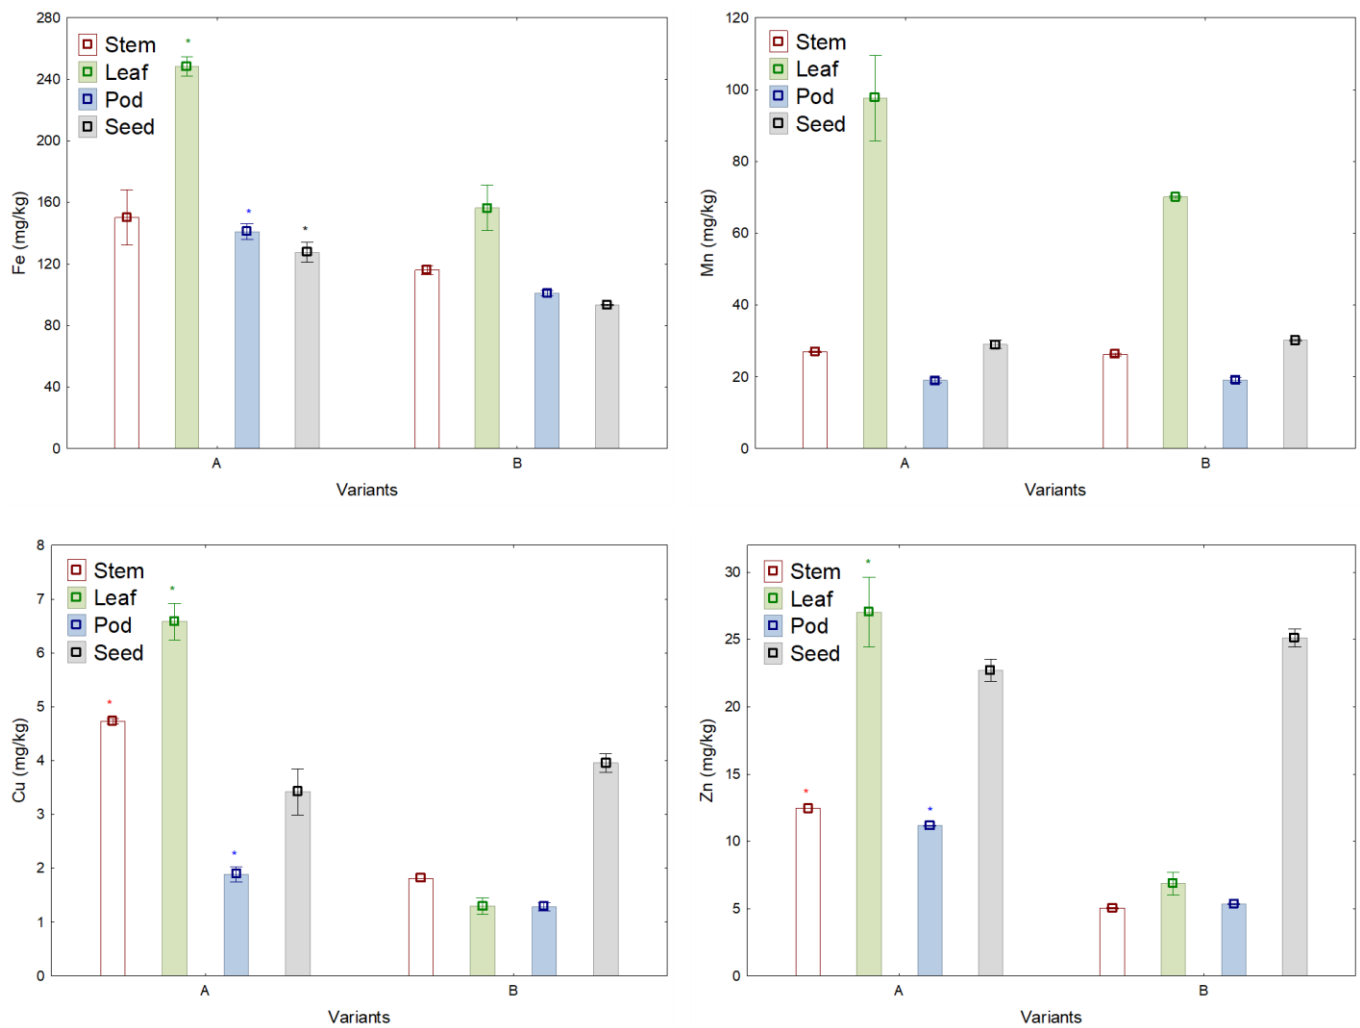 280
240
200
160
120
80
40
0
Fe (mg/kg)
Stem
Leaf
Pod
Seed
*
*
*
A
B
Variants
120
100
80
60
40
20
0
Mn (mg/kg)
Stem
Leaf
Pod
Seed
A
B
Variants
8
7
6
5
4
3
2
1
0
Cu (mg/kg)
Stem
Leaf
Pod
Seed
*
*
*
A
B
Variants
30
25
20
15
10
5
0
Zn (mg/kg)
Stem
Leaf
Pod
Seed
*
*
*
A
B
Variants